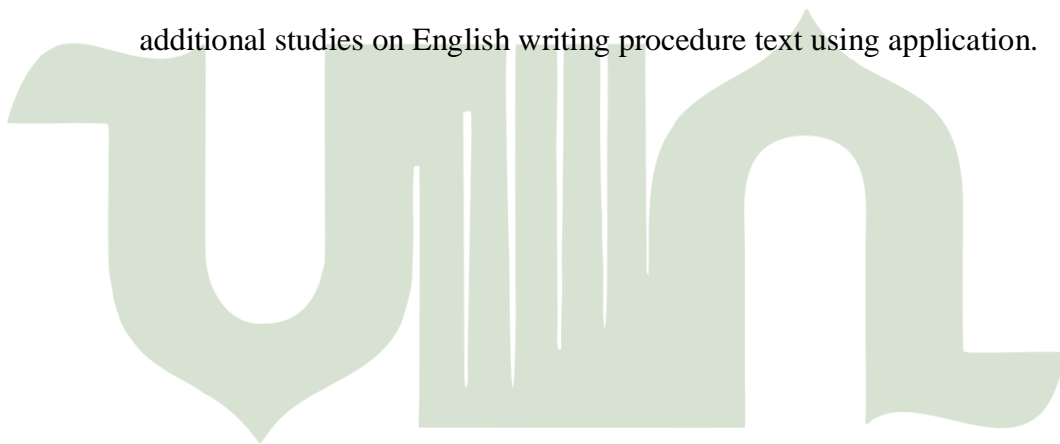 additional studies on English writing procedure text using application.